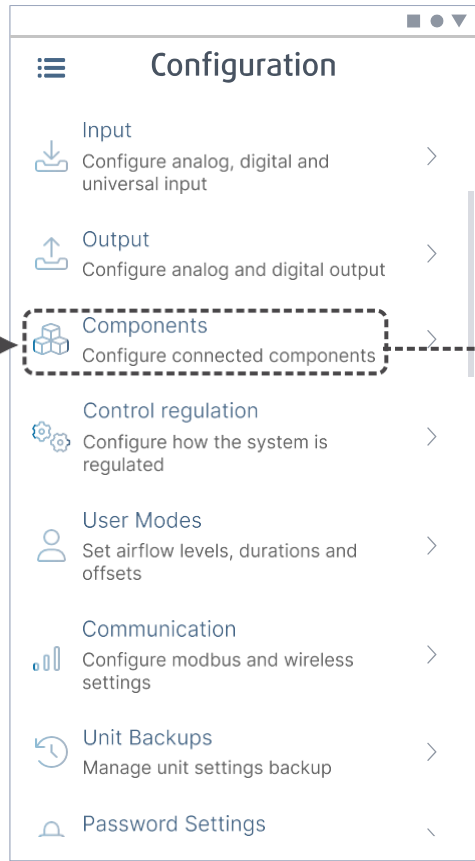 Configuration
Input
Configure analog, digital and
universal input
Output
Configure analog and digital output
Components
Configure connected components
Control regulation
Configure how the system is
regulated
User Modes
Set airflow levels, durations and
offsets
Communication
Configure modbus and wireless
settings
Unit Backups
Manage unit settings backup
Password Settings